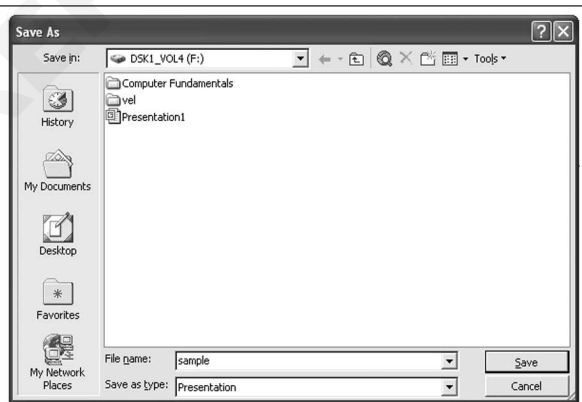 Save As
Save in: DSK1_VOL4 (F:) Tools
Computer Fundamentals
vel
Presentation1
History
My Documents
Desktop
Favorites
My Network
Places
File name: sample Save
Save as type: Presentation Cancel